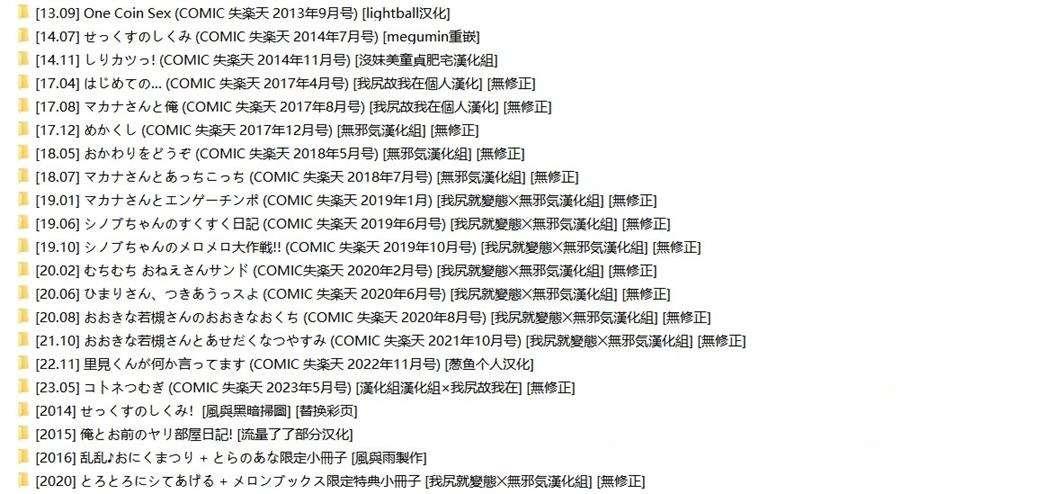 [13.09] One Coin Sex (COMIC 失楽天 2013年9月号) [lightball汉化]
[14.07] せっくすのしくみ (COMIC 失楽天 2014年7月号) [megumin重嵌]
[14.11] しりカツっ! (COMIC 失楽天 2014年11月号) [沒妹美童貞肥宅漢化組]
[17.04] はじめての... (COMIC 失楽天 2017年4月号) [我尻故我在個人漢化] [無修正]
[17.08] マカナさんと俺 (COMIC 失楽天 2017年8月号) [我尻故我在個人漢化] [無修正]
[17.12] めかくし (COMIC 失楽天 2017年12月号) [無邪気漢化組] [無修正]
[18.05] おかわりをどうぞ (COMIC 失楽天 2018年5月号) [無邪気漢化組] [無修正]
[18.07] マカナさんとあっちこっち (COMIC 失楽天 2018年7月号) [無邪気漢化組] [無修正]
[19.01] マカナさんとエンゲーチンポ (COMIC 失楽天 2019年1月) [我尻就變態╳無邪気漢化組] [無修正]
[19.06] シノブちゃんのすくすく日記 (COMIC 失楽天 2019年6月号) [我尻就變態╳無邪気漢化組] [無修正]
[19.10] シノブちゃんのメロメロ大作戦!! (COMIC 失楽天 2019年10月号) [我尻就變態╳無邪気漢化組] [無修正]
[20.02] むちむち おねえさんサンド (COMIC失楽天 2020年2月号) [我尻就變態╳無邪気漢化組] [無修正]
[20.06] ひまりさん、つきあうっスよ (COMIC 失楽天 2020年6月号) [我尻就變態╳無邪気漢化組] [無修正]
[20.08] おおきな若槻さんのおおきなおくち (COMIC 失楽天 2020年8月号) [我尻就變態╳無邪気漢化組] [無修正]
[21.10] おおきな若槻さんとあせだくなつやすみ (COMIC 失楽天 2021年10月号) [我尻就變態╳無邪気漢化組] [無修正]
[22.11] 里見くんが何か言ってます (COMIC 失楽天 2022年11月号) [葱鱼个人汉化]
[23.05] コトネつむぎ (COMIC 失楽天 2023年5月号) [漢化組漢化組×我尻故我在] [無修正]
[2014] せっくすのしくみ！ [風與黑暗掃圖] [替换彩页]
[2015] 俺とお前のヤリ部屋日記! [流量了了部分汉化]
[2016] 乱乱♪おにくまつり + とらのあな限定小冊子 [風與雨製作]
[2020] とろとろにシてあげる + メロンブックス限定特典小冊子 [我尻就變態╳無邪気漢化組] [無修正]